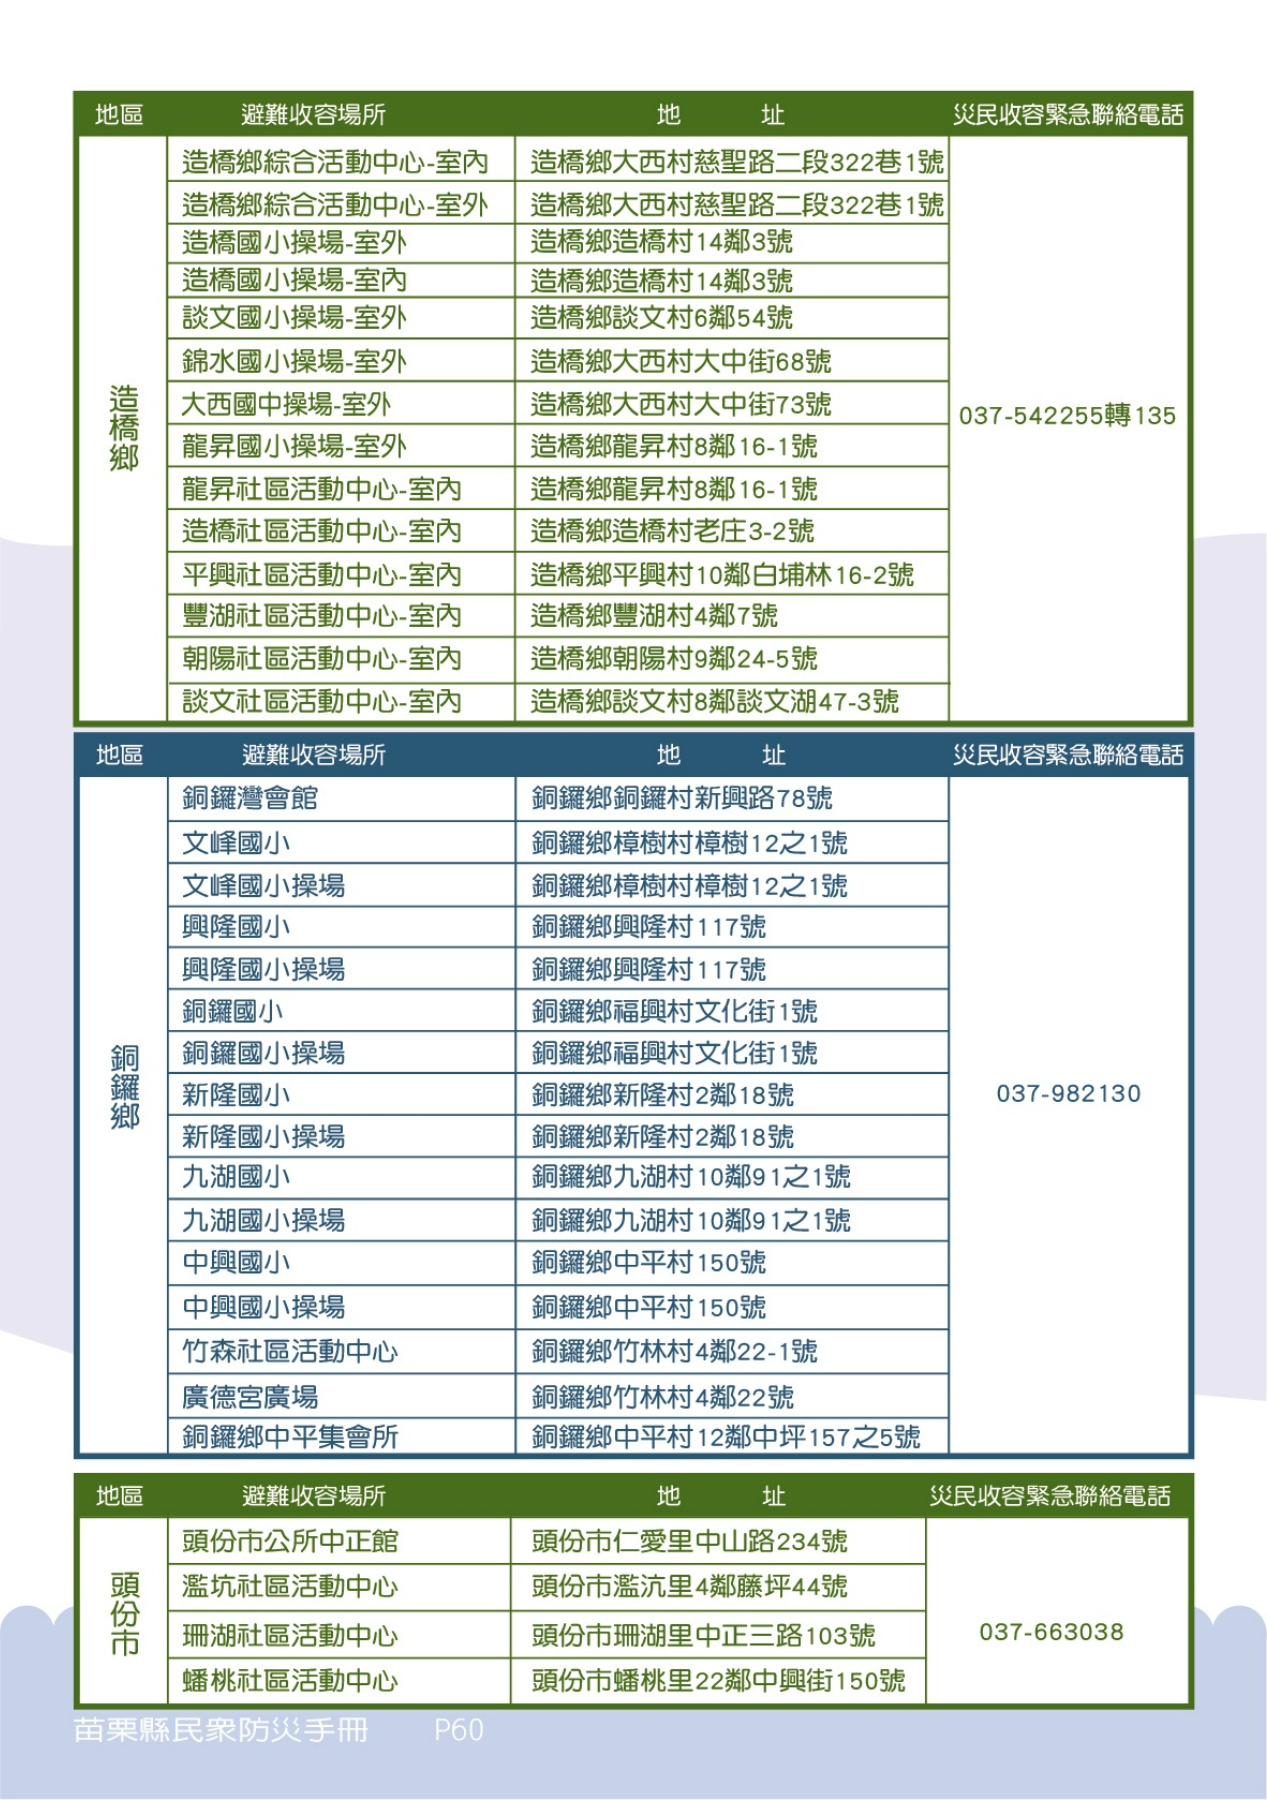 地區 避難收容場所 地 址 災民收容緊急聯絡電話
造橋鄉
造橋鄉綜合活動中心-室內 造橋鄉大西村慈聖路二段322巷1號
造橋鄉綜合活動中心-室外 造橋鄉大西村慈聖路二段322巷1號
造橋國小操場-室外 造橋鄉造橋村14鄰3號
造橋國小操場-室內 造橋鄉造橋村14鄰3號
談文國小操場-室外 造橋鄉談文村6鄰54號
錦水國小操場-室外 造橋鄉大西村大中街68號
大西國中操場-室外 造橋鄉大西村大中街73號
037-542255轉135
龍昇國小操場-室外 造橋鄉龍昇村8鄰16-1號
龍昇社區活動中心-室內 造橋鄉龍昇村8鄰16-1號
造橋社區活動中心-室內 造橋鄉造橋村老庄3-2號
平興社區活動中心-室內 造橋鄉平興村10鄰白埔林16-2號
豐湖社區活動中心-室內 造橋鄉豐湖村4鄰7號
朝陽社區活動中心-室內 造橋鄉朝陽村9鄰24-5號
談文社區活動中心-室內 造橋鄉談文村8鄰談文湖47-3號
地區 避難收容場所 地 址 災民收容緊急聯絡電話
銅鑼鄉
銅鑼灣會館 銅鑼鄉銅鑼村新興路78號
文峰國小 銅鑼鄉樟樹村樟樹12之1號
文峰國小操場 銅鑼鄉樟樹村樟樹12之1號
興隆國小 銅鑼鄉興隆村117號
興隆國小操場 銅鑼鄉興隆村117號
銅鑼國小 銅鑼鄉福興村文化街1號
銅鑼國小操場 銅鑼鄉福興村文化街1號
新隆國小 銅鑼鄉新隆村2鄰18號
037-982130
新隆國小操場 銅鑼鄉新隆村2鄰18號
九湖國小 銅鑼鄉九湖村10鄰91之1號
九湖國小操場 銅鑼鄉九湖村10鄰91之1號
中興國小 銅鑼鄉中平村150號
中興國小操場 銅鑼鄉中平村150號
竹森社區活動中心 銅鑼鄉竹林村4鄰22-1號
廣德宮廣場 銅鑼鄉竹林村4鄰22號
銅鑼鄉中平集會所 銅鑼鄉中平村12鄰中坪157之5號
地區 避難收容場所 地 址 災民收容緊急聯絡電話
頭份市
頭份市公所中正館 頭份市仁愛里中山路234號
濫坑社區活動中心 頭份市濫沆里4鄰藤坪44號
珊湖社區活動中心 頭份市珊湖里中正三路103號
037-663038
蟠桃社區活動中心 頭份市蟠桃里22鄰中興街150號
苗栗縣民眾防災手冊 P60